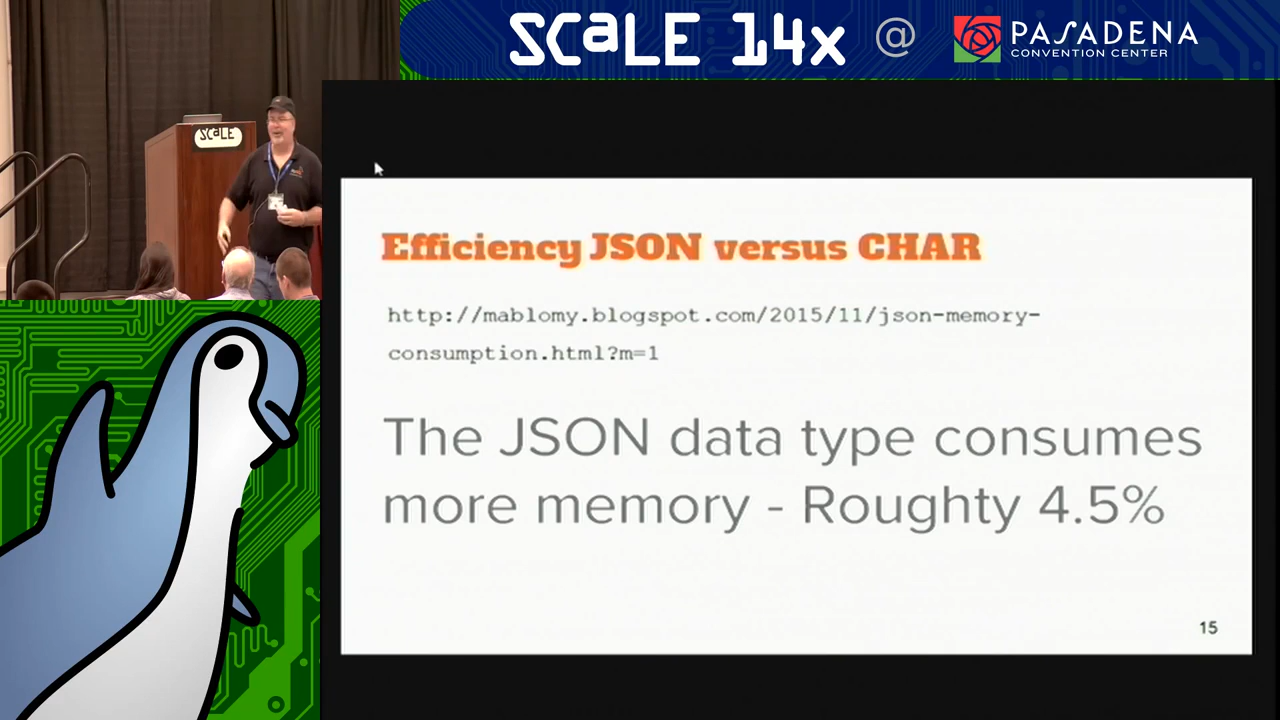 SCaLE 14x @ PASADENA
CONVENTION CENTER
SCaLE
Efficiency JSON versus CHAR
http://mablomy.blogspot.com/2015/11/json-memory-
consumption.html?m=1
The JSON data type consumes
more memory - Roughty 4.5%
15